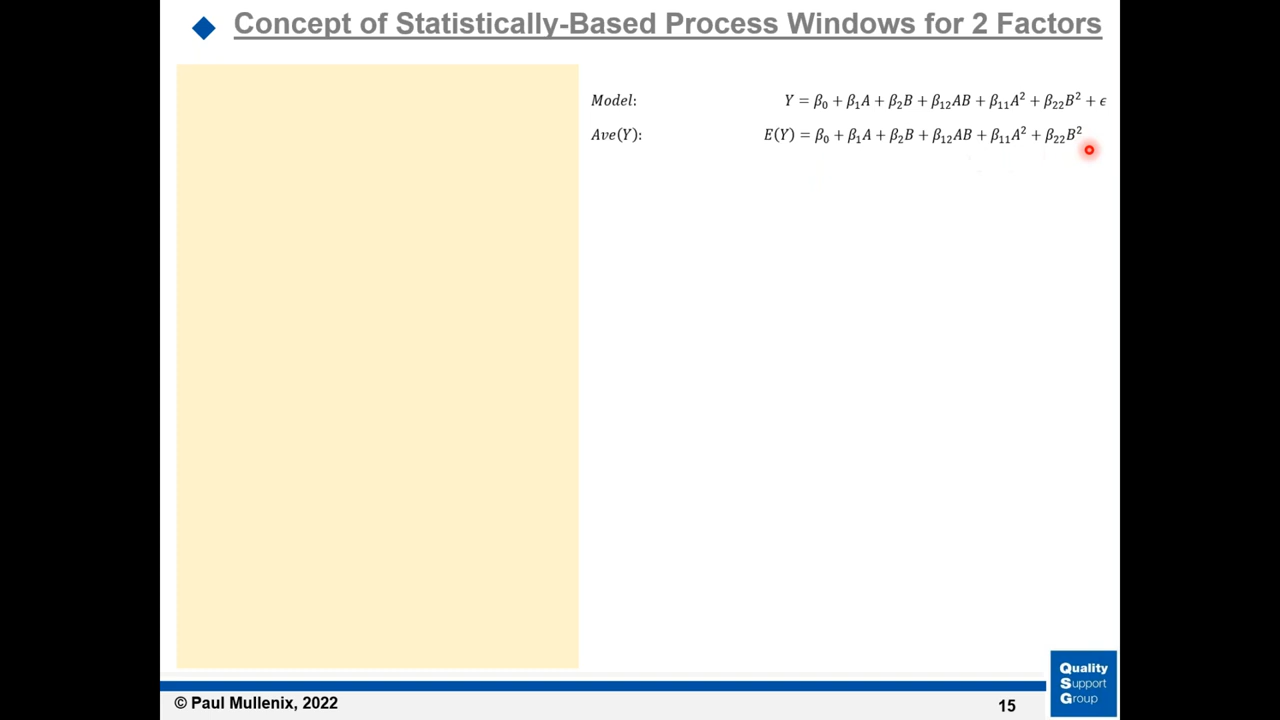 Concept of Statistically-Based Process Windows for 2 Factors
Model: Y = β₀ + β₁A + β₂B + β₁₂AB + β₁₁A² + β₂₂B² + ϵ
Ave(Y): E(Y) = β₀ + β₁A + β₂B + β₁₂AB + β₁₁A² + β₂₂B²
© Paul Mullenix, 2022
15
Quality
Support
Group